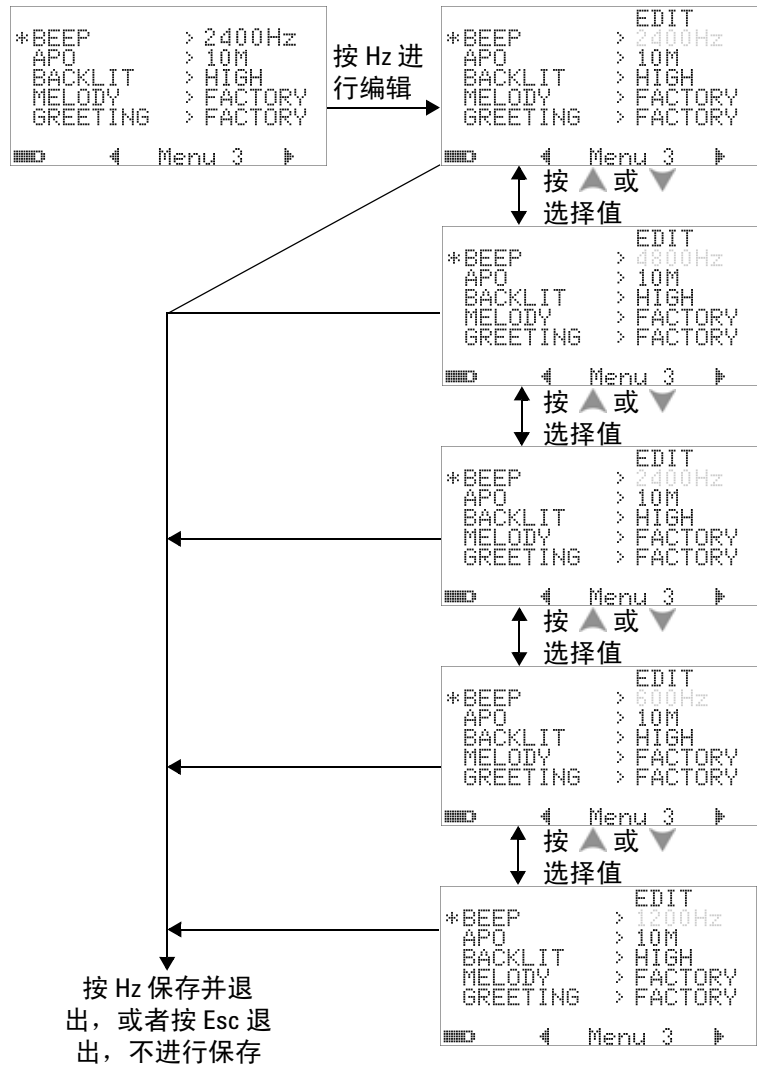 *BEEP > 2400Hz
APO > 10M
BACKLIT > HIGH
MELODY > FACTORY
GREETING > FACTORY
Menu 3
按 Hz 进
行编辑
EDIT
*BEEP > 2400Hz
APO > 10M
BACKLIT > HIGH
MELODY > FACTORY
GREETING > FACTORY
Menu 3
按 ▲ 或 ▼
选择值
EDIT
*BEEP > 4800Hz
APO > 10M
BACKLIT > HIGH
MELODY > FACTORY
GREETING > FACTORY
Menu 3
按 ▲ 或 ▼
选择值
EDIT
*BEEP > 2400Hz
APO > 10M
BACKLIT > HIGH
MELODY > FACTORY
GREETING > FACTORY
Menu 3
按 ▲ 或 ▼
选择值
EDIT
*BEEP > 600Hz
APO > 10M
BACKLIT > HIGH
MELODY > FACTORY
GREETING > FACTORY
Menu 3
按 ▲ 或 ▼
选择值
EDIT
*BEEP > 1200Hz
APO > 10M
BACKLIT > HIGH
MELODY > FACTORY
GREETING > FACTORY
Menu 3
按 Hz 保存并退
出，或者按 Esc 退
出，不进行保存